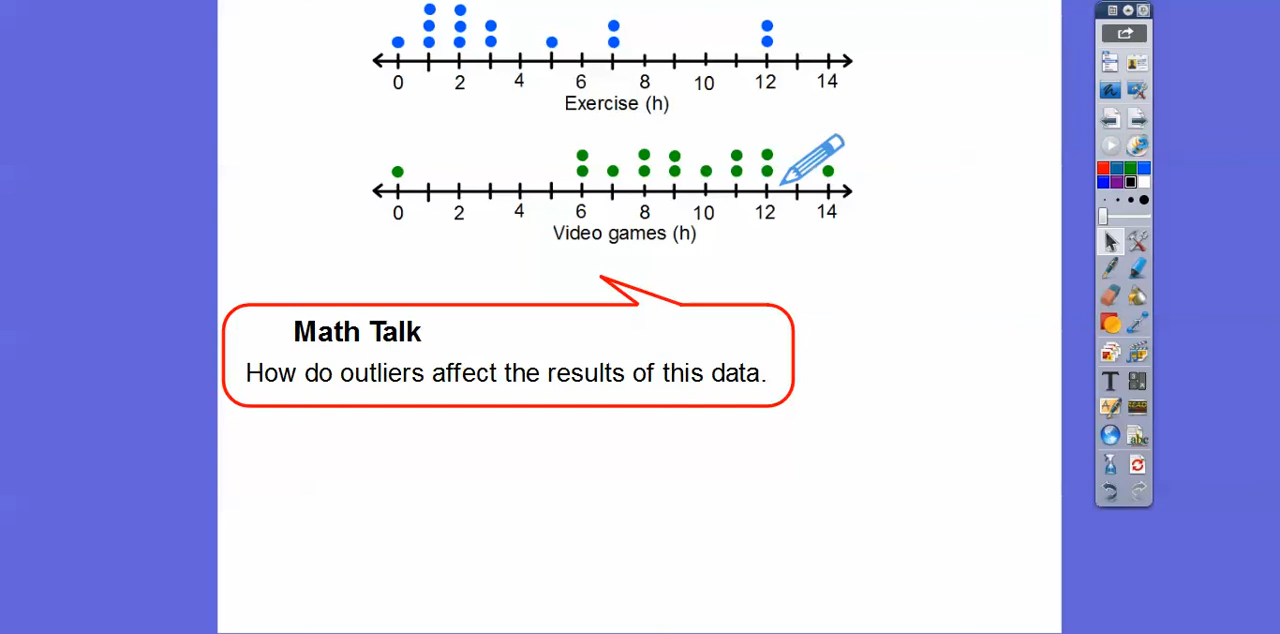 0 2 4 6 8 10 12 14
Exercise (h)
0 2 4 6 8 10 12 14
Video games (h)
Math Talk
How do outliers affect the results of this data.